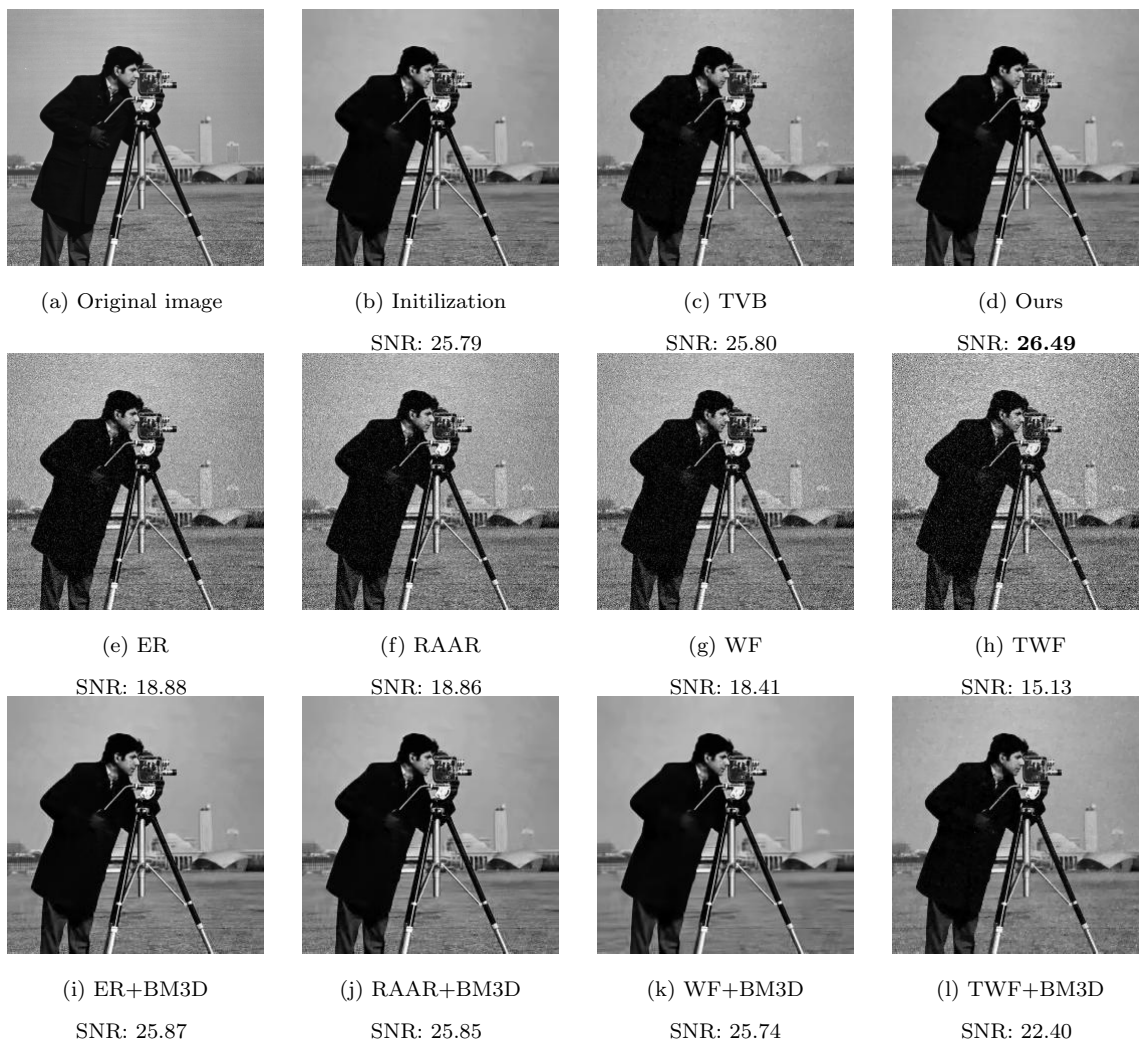 (a) Original image
(b) Initilization
(c) TVB
(d) Ours
SNR: 25.79
SNR: 25.80
SNR: 26.49
(e) ER
(f) RAAR
(g) WF
(h) TWF
SNR: 18.88
SNR: 18.86
SNR: 18.41
SNR: 15.13
(i) ER+BM3D
(j) RAAR+BM3D
(k) WF+BM3D
(l) TWF+BM3D
SNR: 25.87
SNR: 25.85
SNR: 25.74
SNR: 22.40